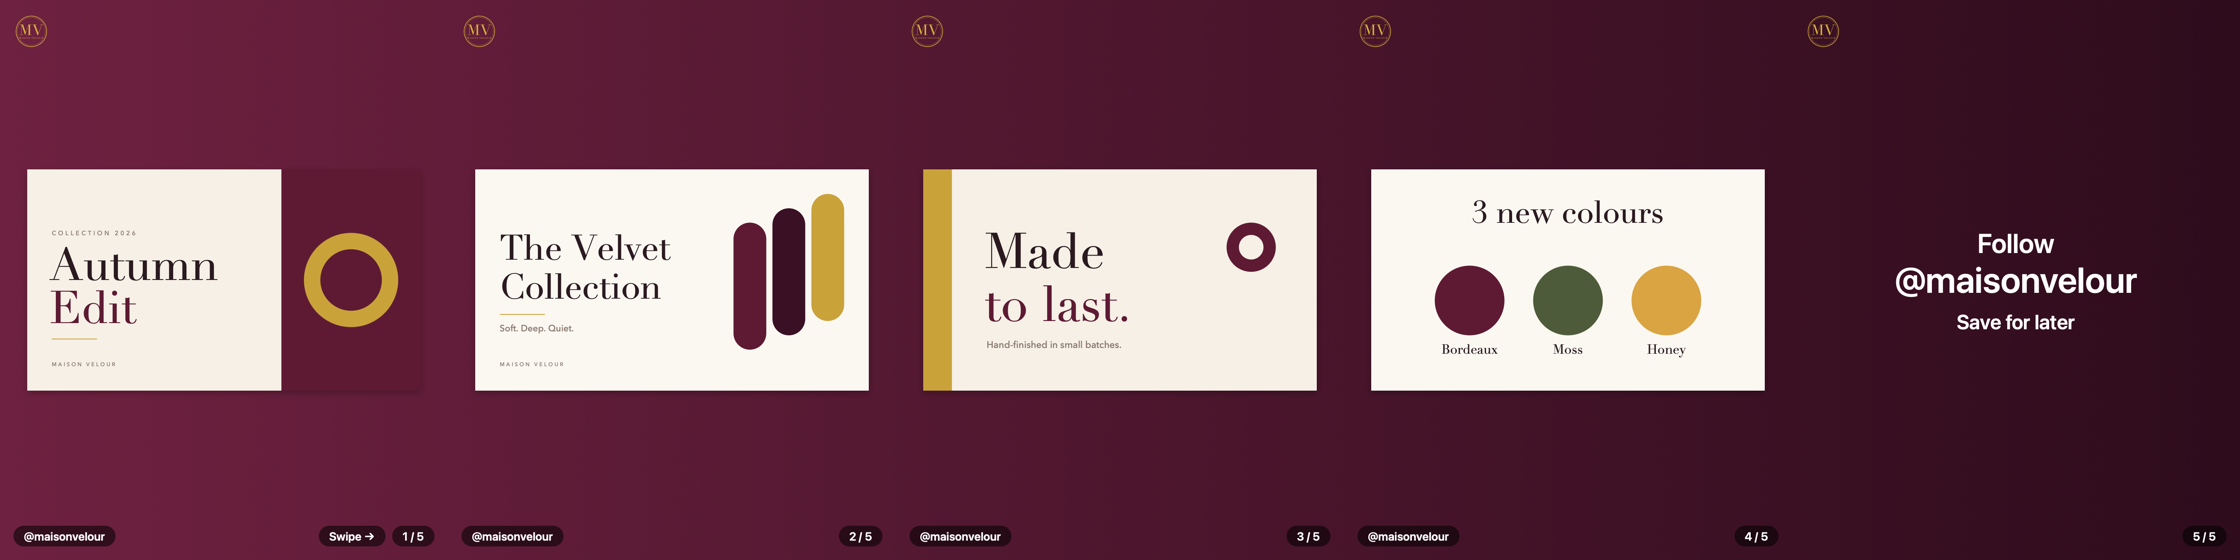 MV
COLLECTION 2026
Autumn
Edit
MAISON VELOUR
@maisonvelour
Swipe →
1 / 5
MV
The Velvet
Collection
Soft. Deep. Quiet.
MAISON VELOUR
@maisonvelour
2 / 5
MV
Made
to last.
Hand-finished in small batches.
@maisonvelour
3 / 5
MV
3 new colours
Bordeaux
Moss
Honey
@maisonvelour
4 / 5
MV
Follow
@maisonvelour
Save for later
5 / 5